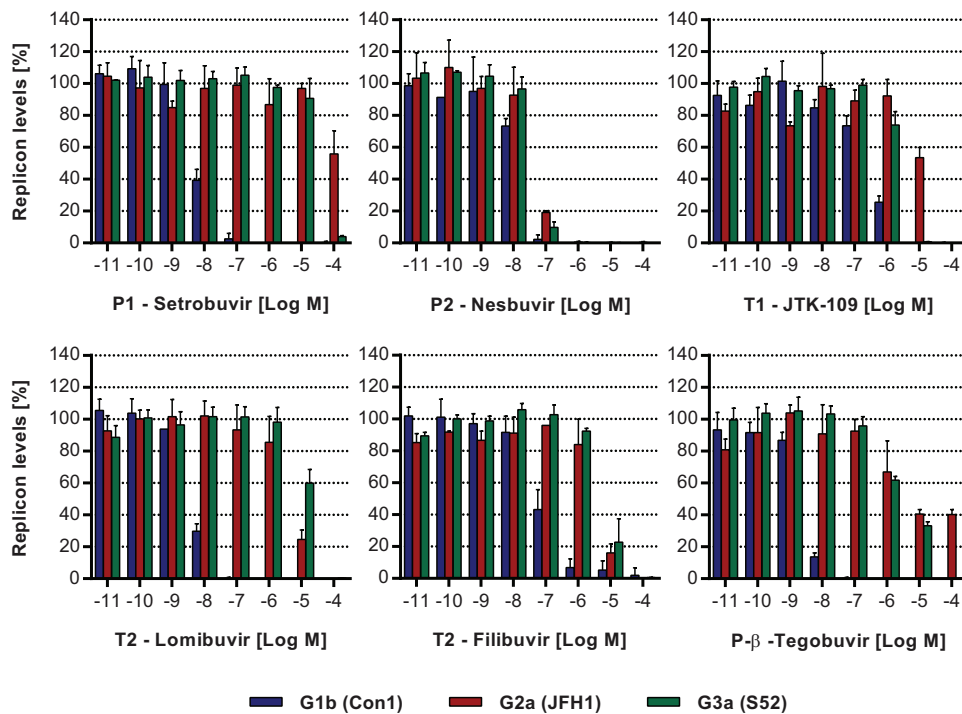 Replicon levels [%]
140 140 140
120 120 120
100 100 100
80 80 80
60 60 60
40 40 40
20 20 20
0 0 0
-11 -10 -9 -8 -7 -6 -5 -4 -11 -10 -9 -8 -7 -6 -5 -4 -11 -10 -9 -8 -7 -6 -5 -4
P1 - Setrobuvir [Log M] P2 - Nesbuvir [Log M] T1 - JTK-109 [Log M]
Replicon levels [%]
140 140 140
120 120 120
100 100 100
80 80 80
60 60 60
40 40 40
20 20 20
0 0 0
-11 -10 -9 -8 -7 -6 -5 -4 -11 -10 -9 -8 -7 -6 -5 -4 -11 -10 -9 -8 -7 -6 -5 -4
T2 - Lomibuvir [Log M] T2 - Filibuvir [Log M] P-β -Tegobuvir [Log M]
G1b (Con1) G2a (JFH1) G3a (S52)